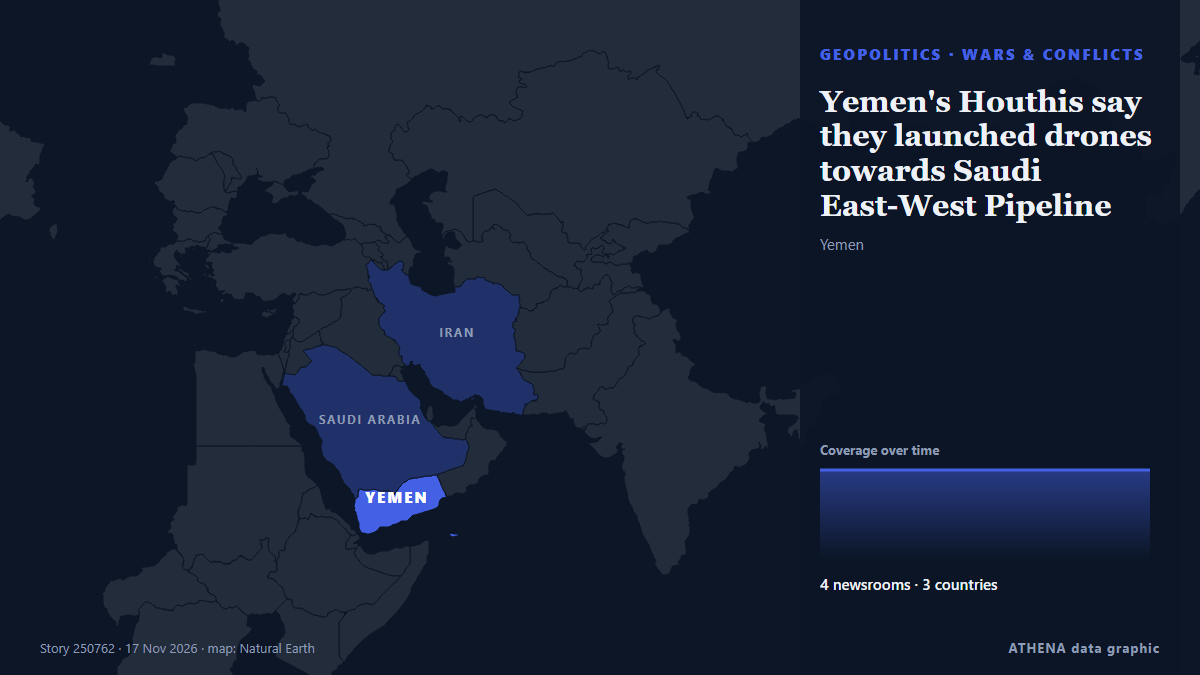 GEOPOLITICS · WARS & CONFLICTS
Yemen's Houthis say
they launched drones
towards Saudi
East-West Pipeline
Yemen
IRAN
SAUDI ARABIA
YEMEN
Coverage over time
4 newsrooms · 3 countries
Story 250762 · 17 Nov 2026 · map: Natural Earth
ATHENA data graphic